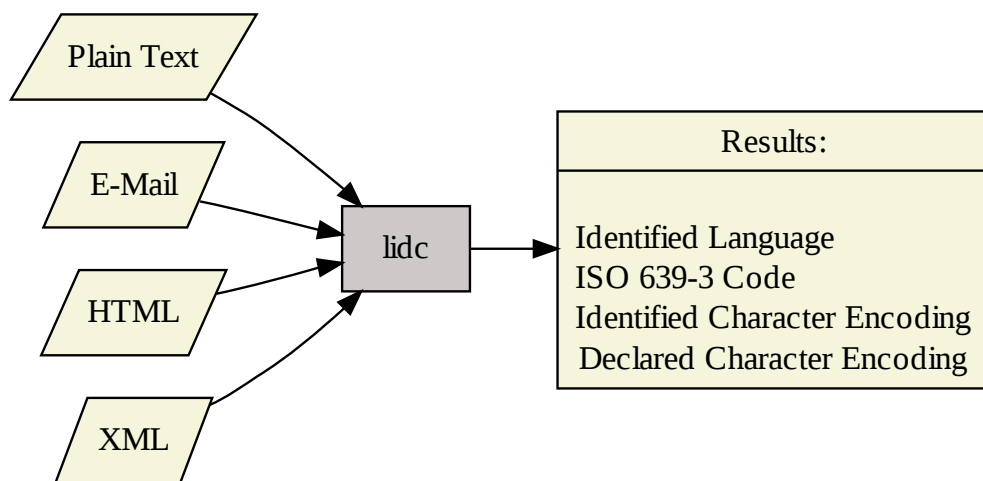 Plain Text
E-Mail
HTML
XML
lidc
Results:
Identified Language
ISO 639-3 Code
Identified Character Encoding
Declared Character Encoding